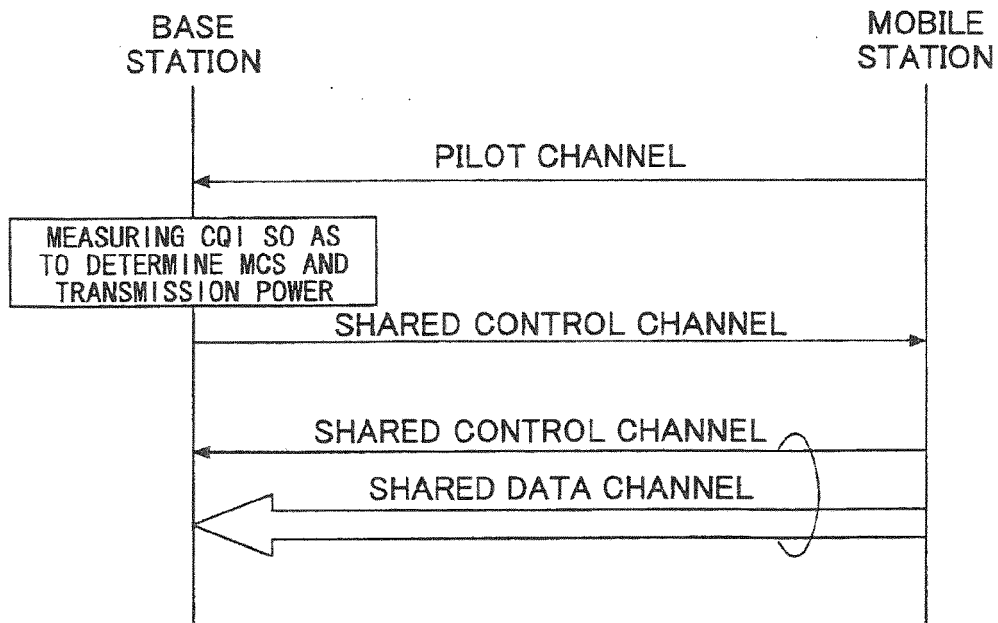 BASE
STATION
MOBILE
STATION
PILOT CHANNEL
MEASURING CQI SO AS
TO DETERMINE MCS AND
TRANSMISSION POWER
SHARED CONTROL CHANNEL
SHARED CONTROL CHANNEL
SHARED DATA CHANNEL